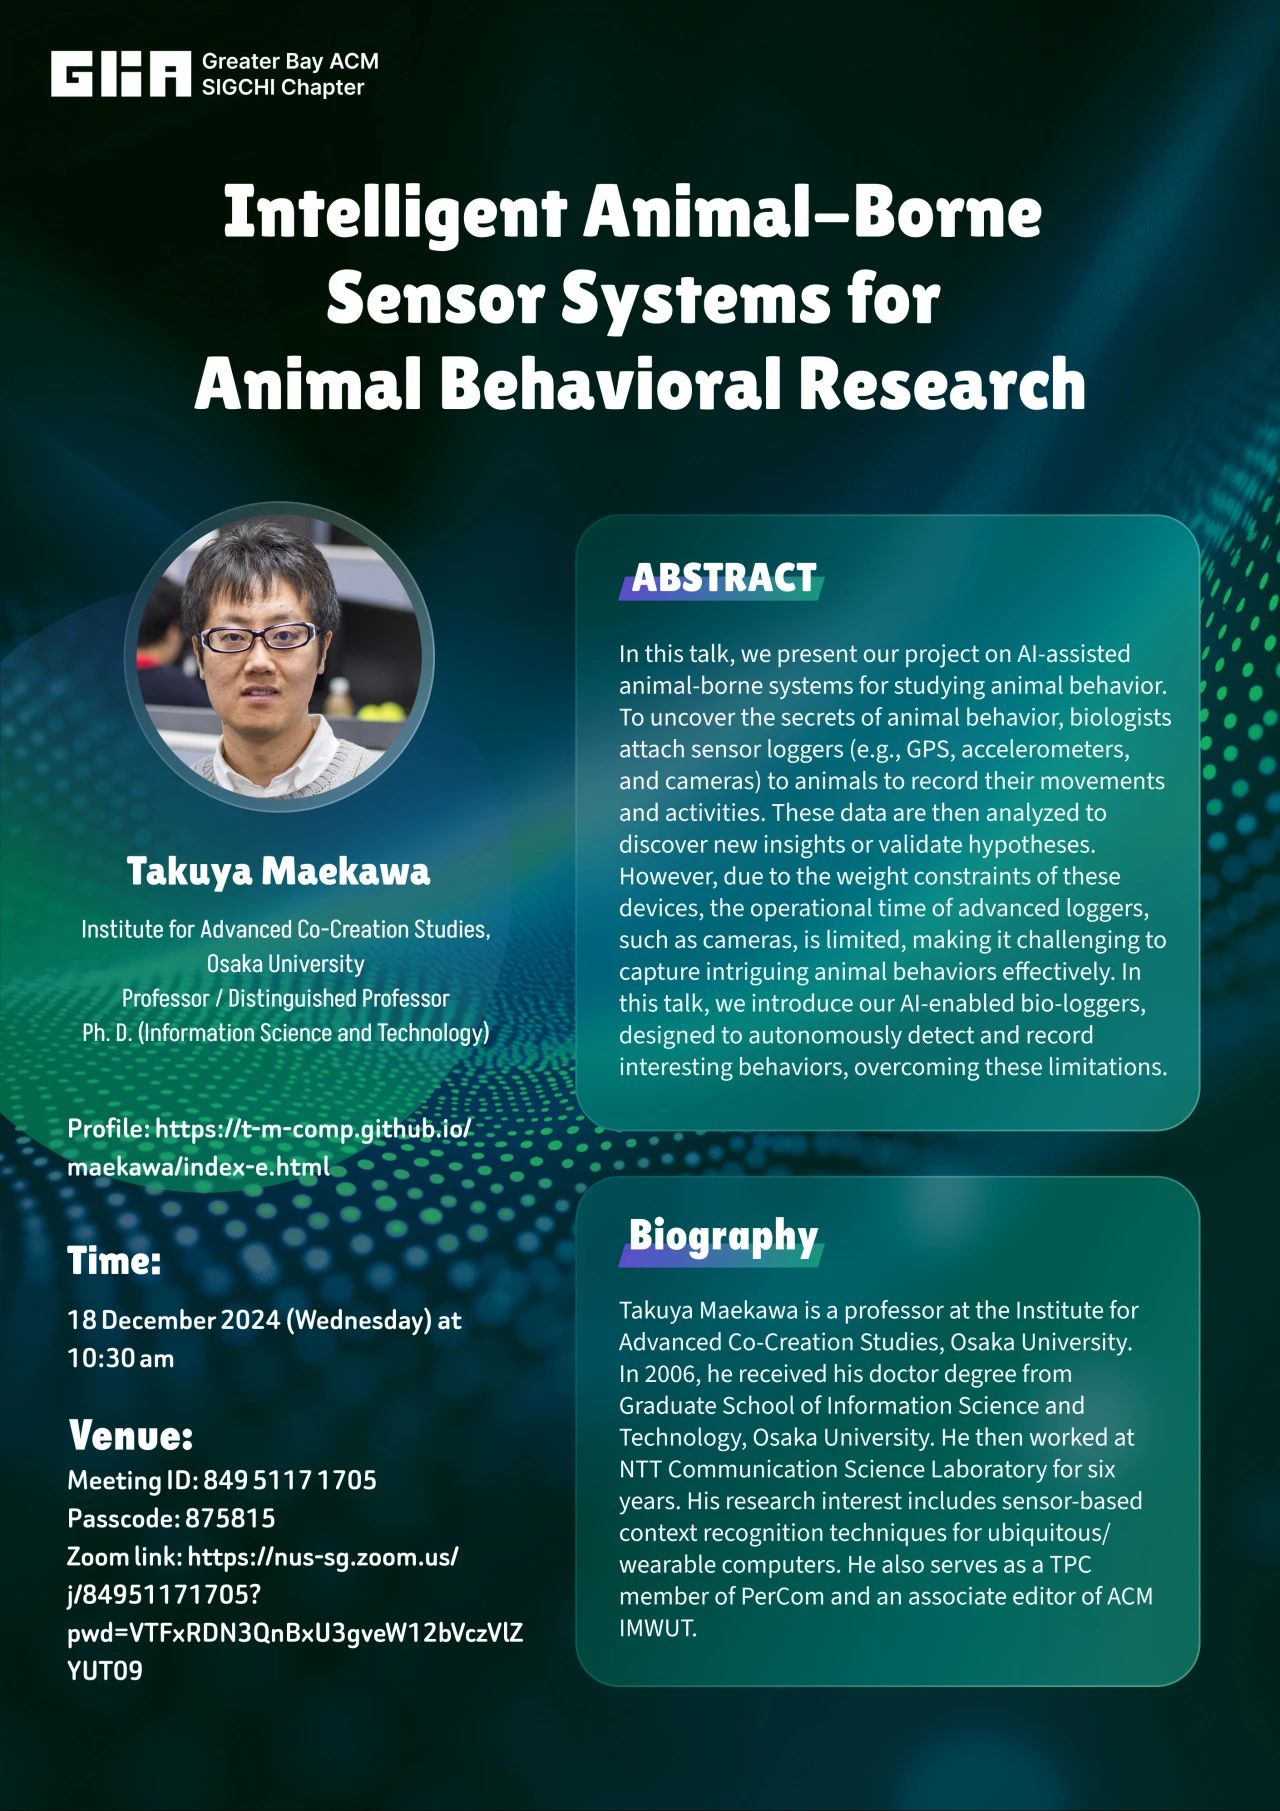 GBA
Greater Bay ACM
SIGCHI Chapter
Intelligent Animal-Borne
Sensor Systems for
Animal Behavioral Research
Takuya Maekawa
Institute for Advanced Co-Creation Studies,
Osaka University
Professor / Distinguished Professor
Ph. D. (Information Science and Technology)
Profile: https://t-m-comp.github.io/
maekawa/index-e.html
Time:
18 December 2024 (Wednesday) at
10:30 am
Venue:
Meeting ID: 849 5117 1705
Passcode: 875815
Zoom link: https://nus-sg.zoom.us/
j/84951171705?
pwd=VTFxRDN3QnBxU3gveW12bVczVlZ
YUT09
ABSTRACT
In this talk, we present our project on AI-assisted
animal-borne systems for studying animal behavior.
To uncover the secrets of animal behavior, biologists
attach sensor loggers (e.g., GPS, accelerometers,
and cameras) to animals to record their movements
and activities. These data are then analyzed to
discover new insights or validate hypotheses.
However, due to the weight constraints of these
devices, the operational time of advanced loggers,
such as cameras, is limited, making it challenging to
capture intriguing animal behaviors effectively. In
this talk, we introduce our AI-enabled bio-loggers,
designed to autonomously detect and record
interesting behaviors, overcoming these limitations.
Biography
Takuya Maekawa is a professor at the Institute for
Advanced Co-Creation Studies, Osaka University.
In 2006, he received his doctor degree from
Graduate School of Information Science and
Technology, Osaka University. He then worked at
NTT Communication Science Laboratory for six
years. His research interest includes sensor-based
context recognition techniques for ubiquitous/
wearable computers. He also serves as a TPC
member of PerCom and an associate editor of ACM
IMWUT.